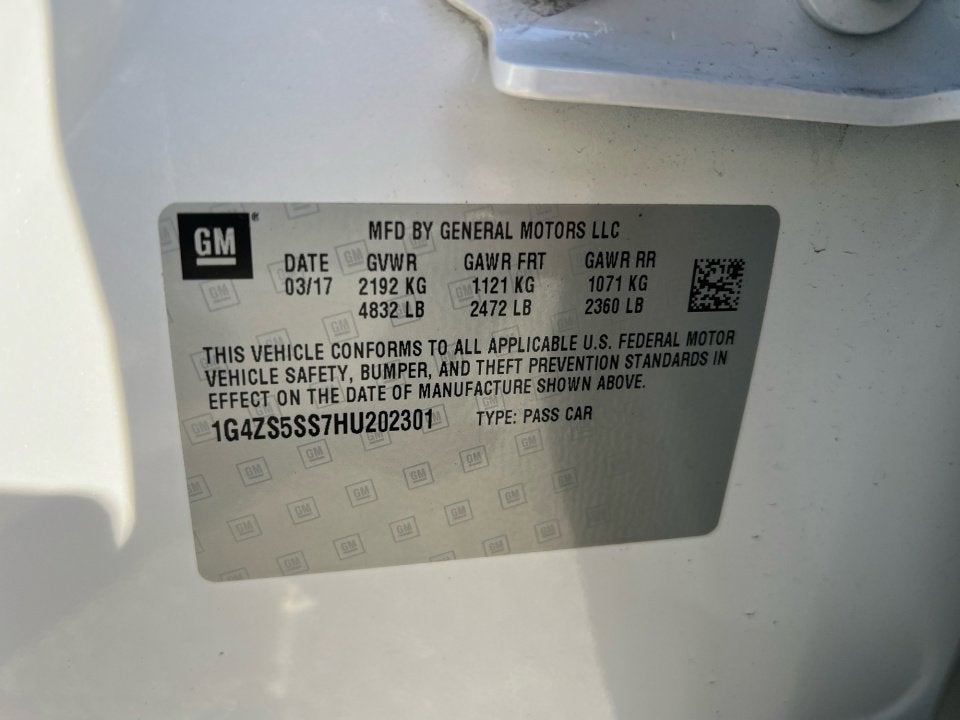 GM®
MFD BY GENERAL MOTORS LLC
DATE GVWR GAWR FRT GAWR RR
03/17 2192 KG 1121 KG 1071 KG
4832 LB 2472 LB 2360 LB
THIS VEHICLE CONFORMS TO ALL APPLICABLE U.S. FEDERAL MOTOR
VEHICLE SAFETY, BUMPER, AND THEFT PREVENTION STANDARDS IN
EFFECT ON THE DATE OF MANUFACTURE SHOWN ABOVE.
1G4ZS5SS7HU202301 TYPE: PASS CAR